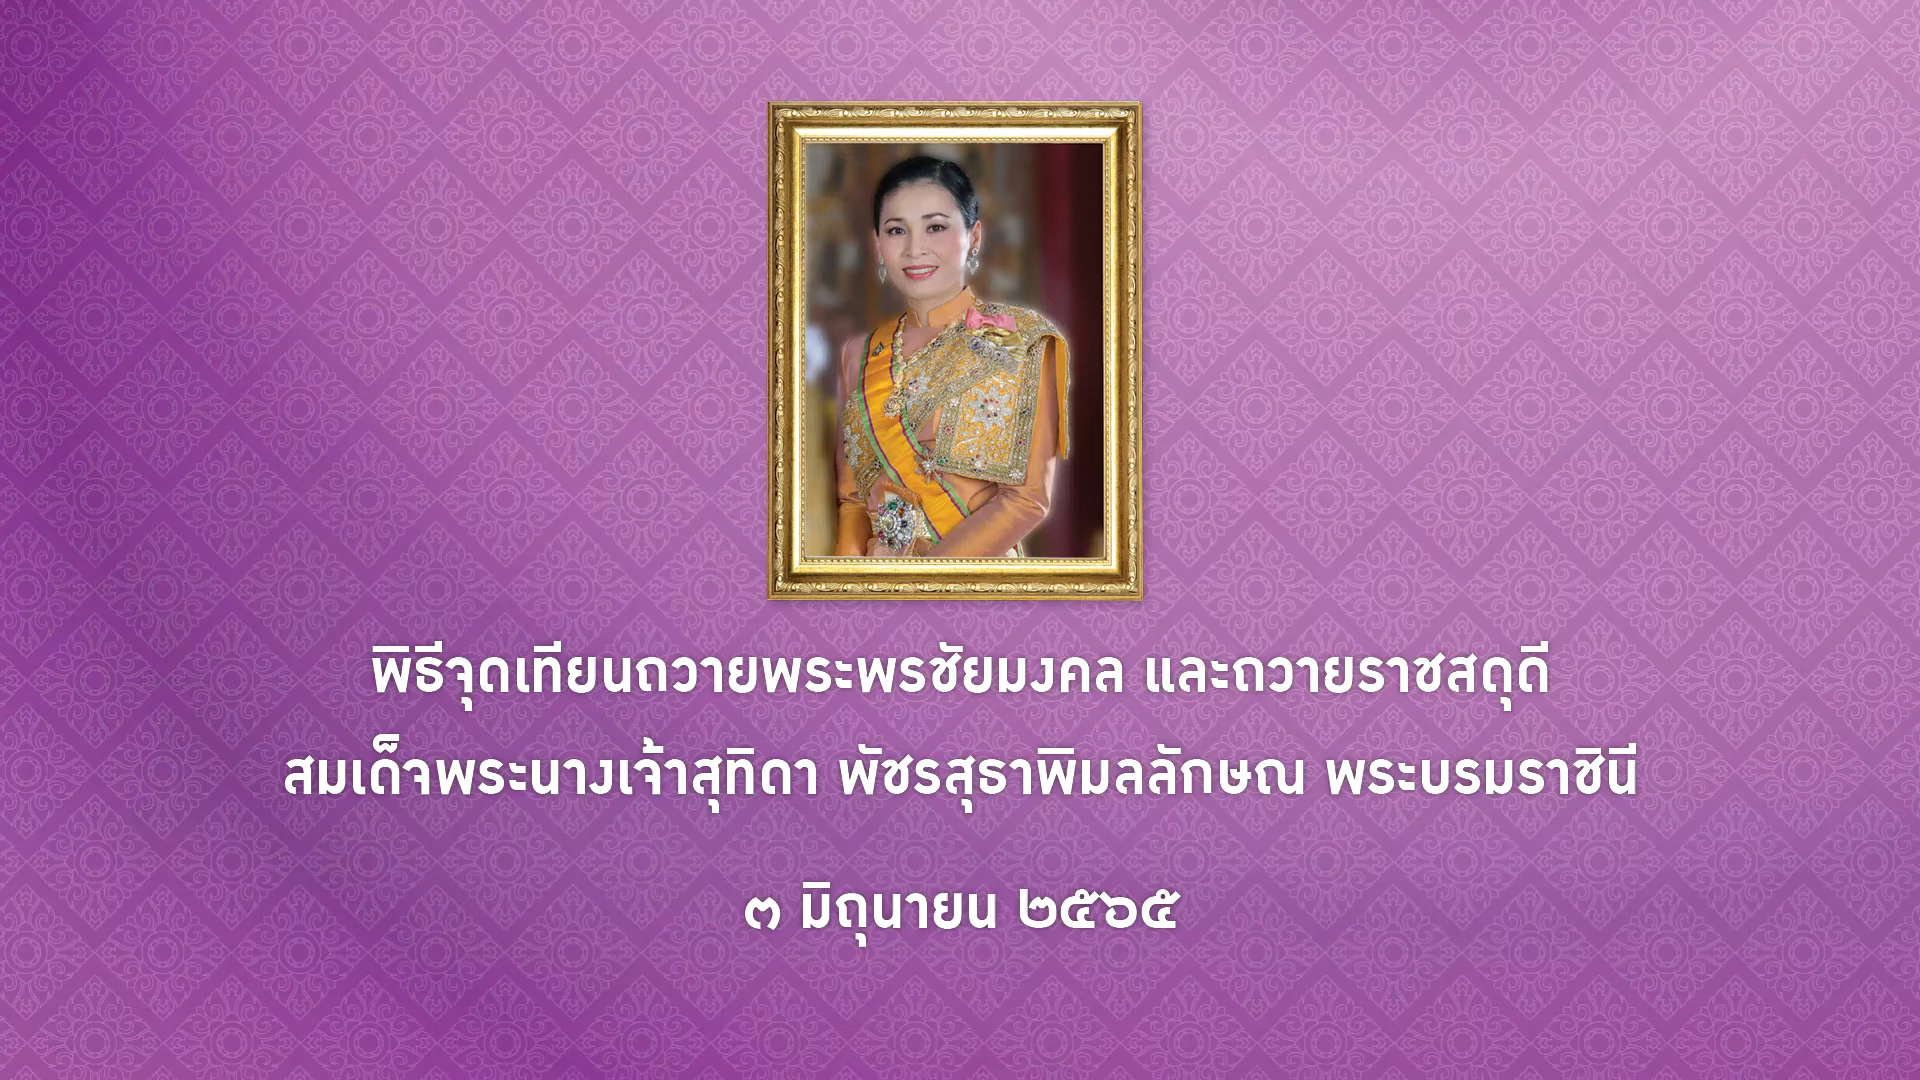 พิธีจุดเทียนถวายพระพรชัยมงคล และถวายราชสดุดี
สมเด็จพระนางเจ้าสุทิดา พัชรสุธาพิมลลักษณ พระบรมราชินี
๓ มิถุนายน ๒๕๖๕